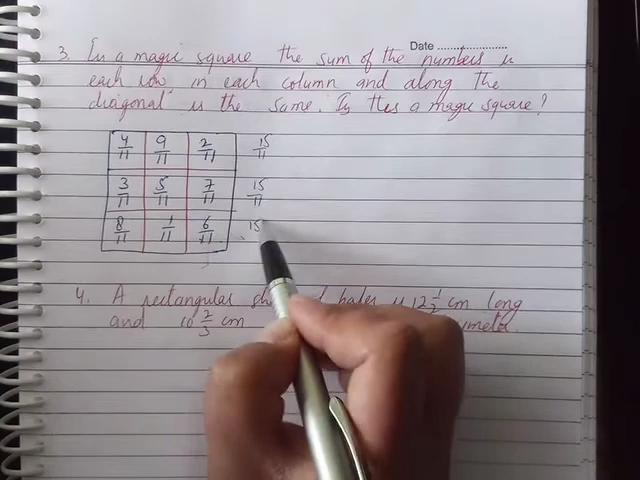 Date
3. In a magic square the sum of the numbers in
each row in each column and along the
diagonal is the same. Is this a magic square?
4/11 9/11 2/11 15/11
3/11 5/11 7/11 15/11
8/11 1/11 6/11 15
4. A rectangular of paper is 12 1/2 cm long
and 10 2/3 cm